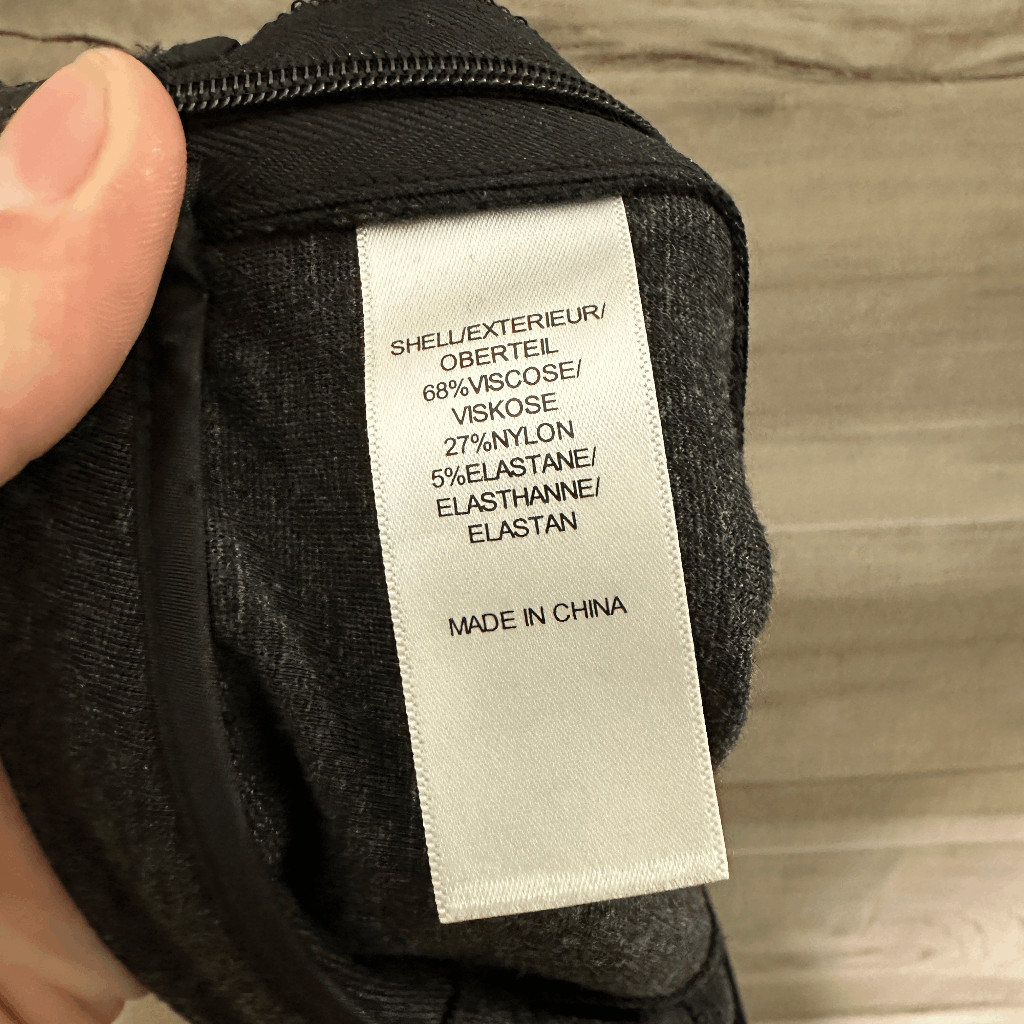 SHELL/EXTERIEUR/
OBERTEIL
68%VISCOSE/
VISKOSE
27%NYLON
5%ELASTANE/
ELASTHANNE/
ELASTAN
MADE IN CHINA